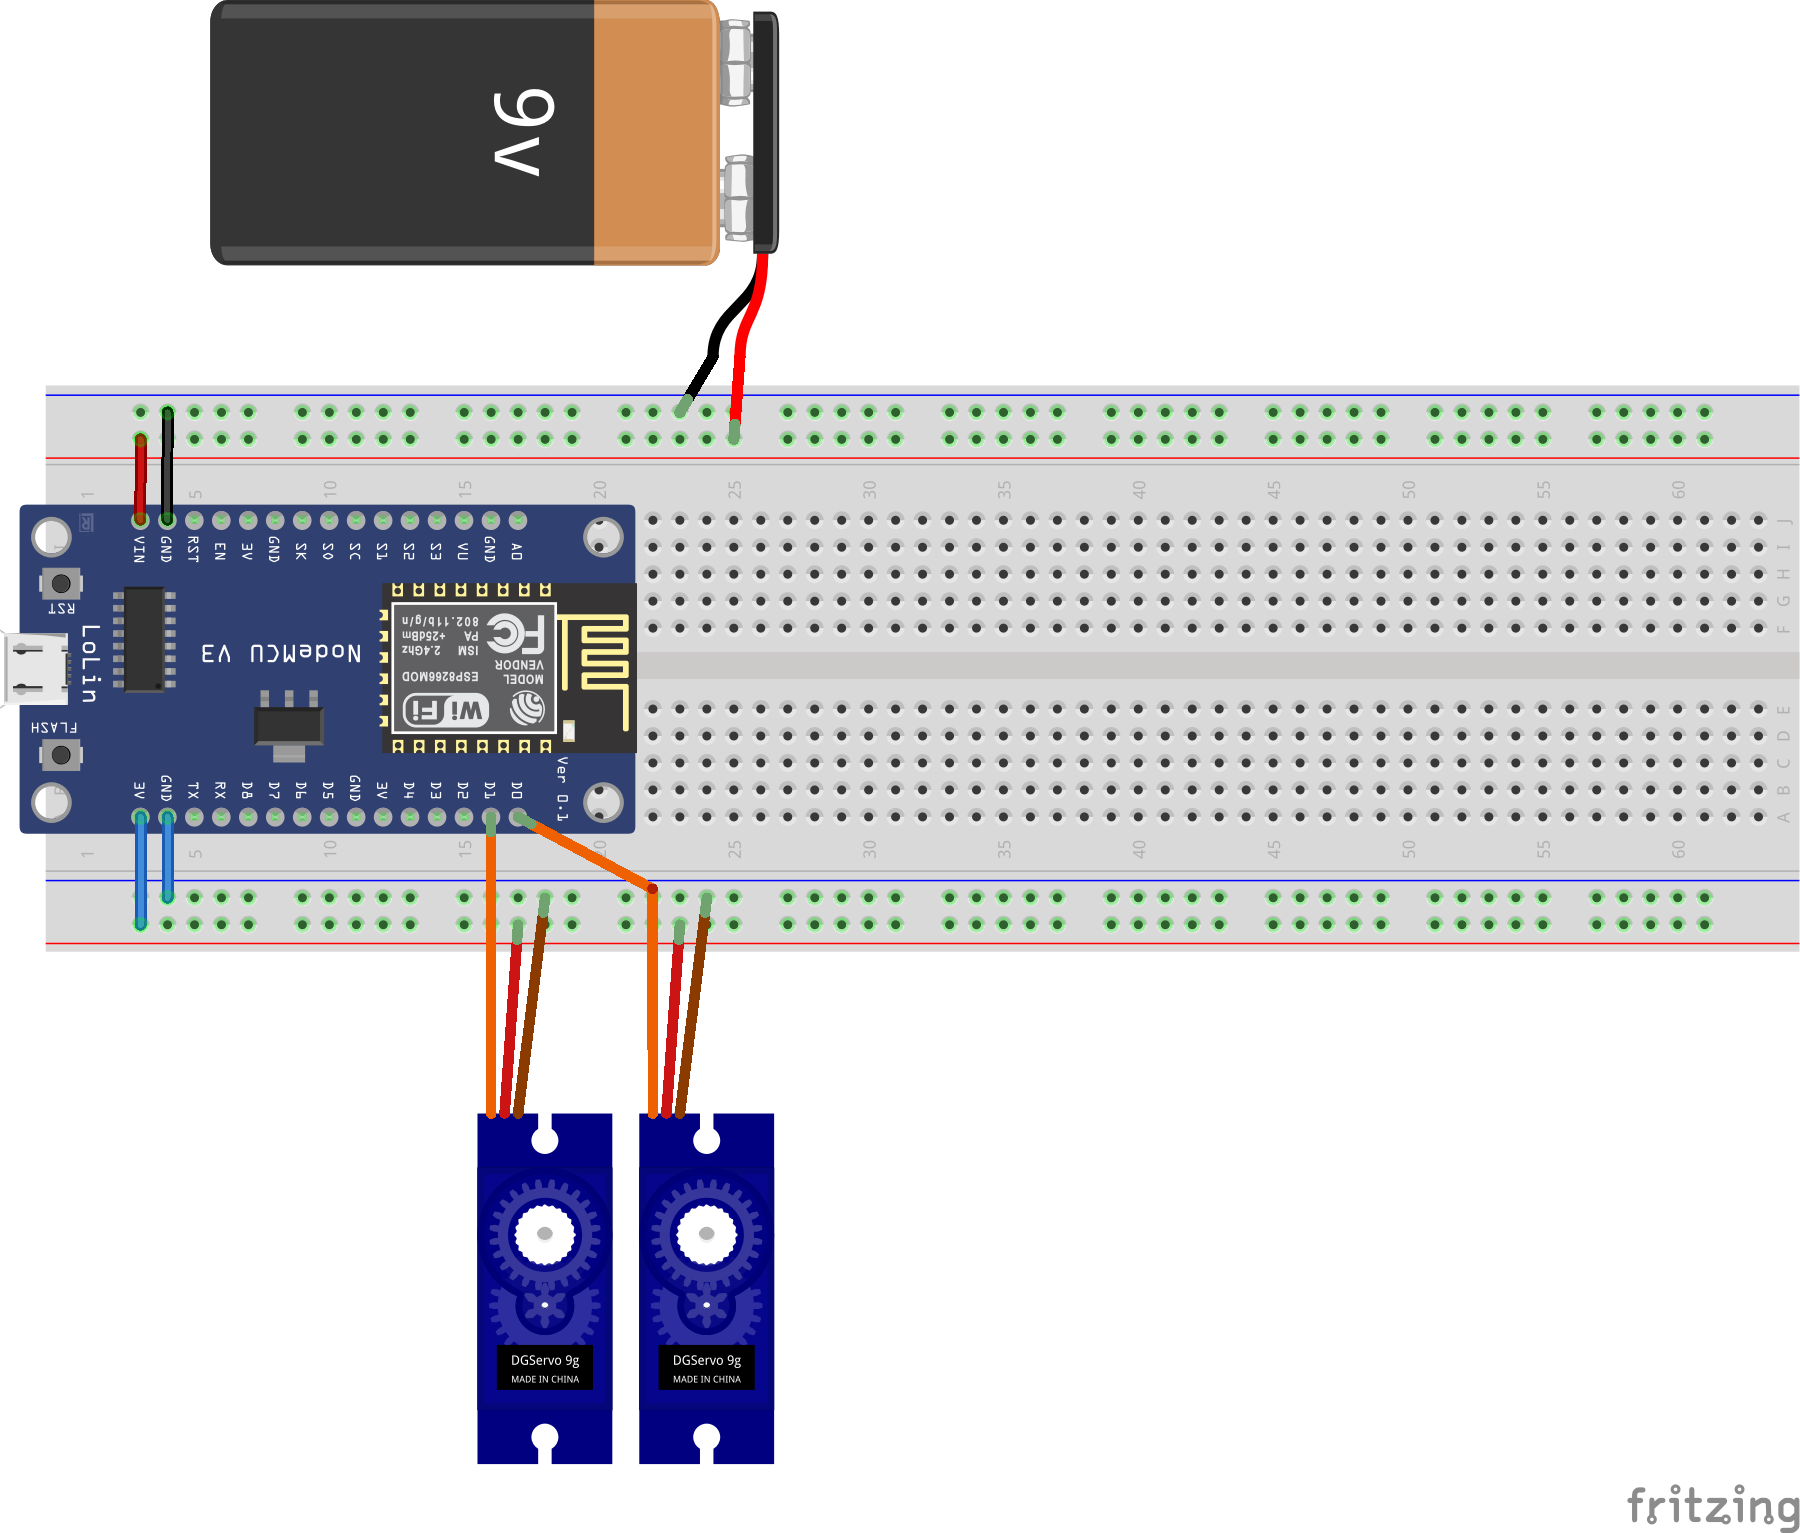 9v
1 5 10 15 20 25 30 35 40 45 50 55 60
J
I
H
G
F
VIN GND RST EN 3V GND SK S0 SC S1 S2 S3 VU GND A0
RST
LoLin
NodeMCU V3
FLASH
802.11b/g/n
PA +25dBm
ISM 2.4Ghz
ESP8266MOD
FC
VENDOR
MODEL
WiFi
Ver 0.1
3V GND TX RX D8 D7 D6 D5 GND 3V D4 D3 D2 D1 D0
E
D
C
B
A
1 5 10 15 20 25 30 35 40 45 50 55 60
DGServo 9g
MADE IN CHINA
DGServo 9g
MADE IN CHINA
fritzing